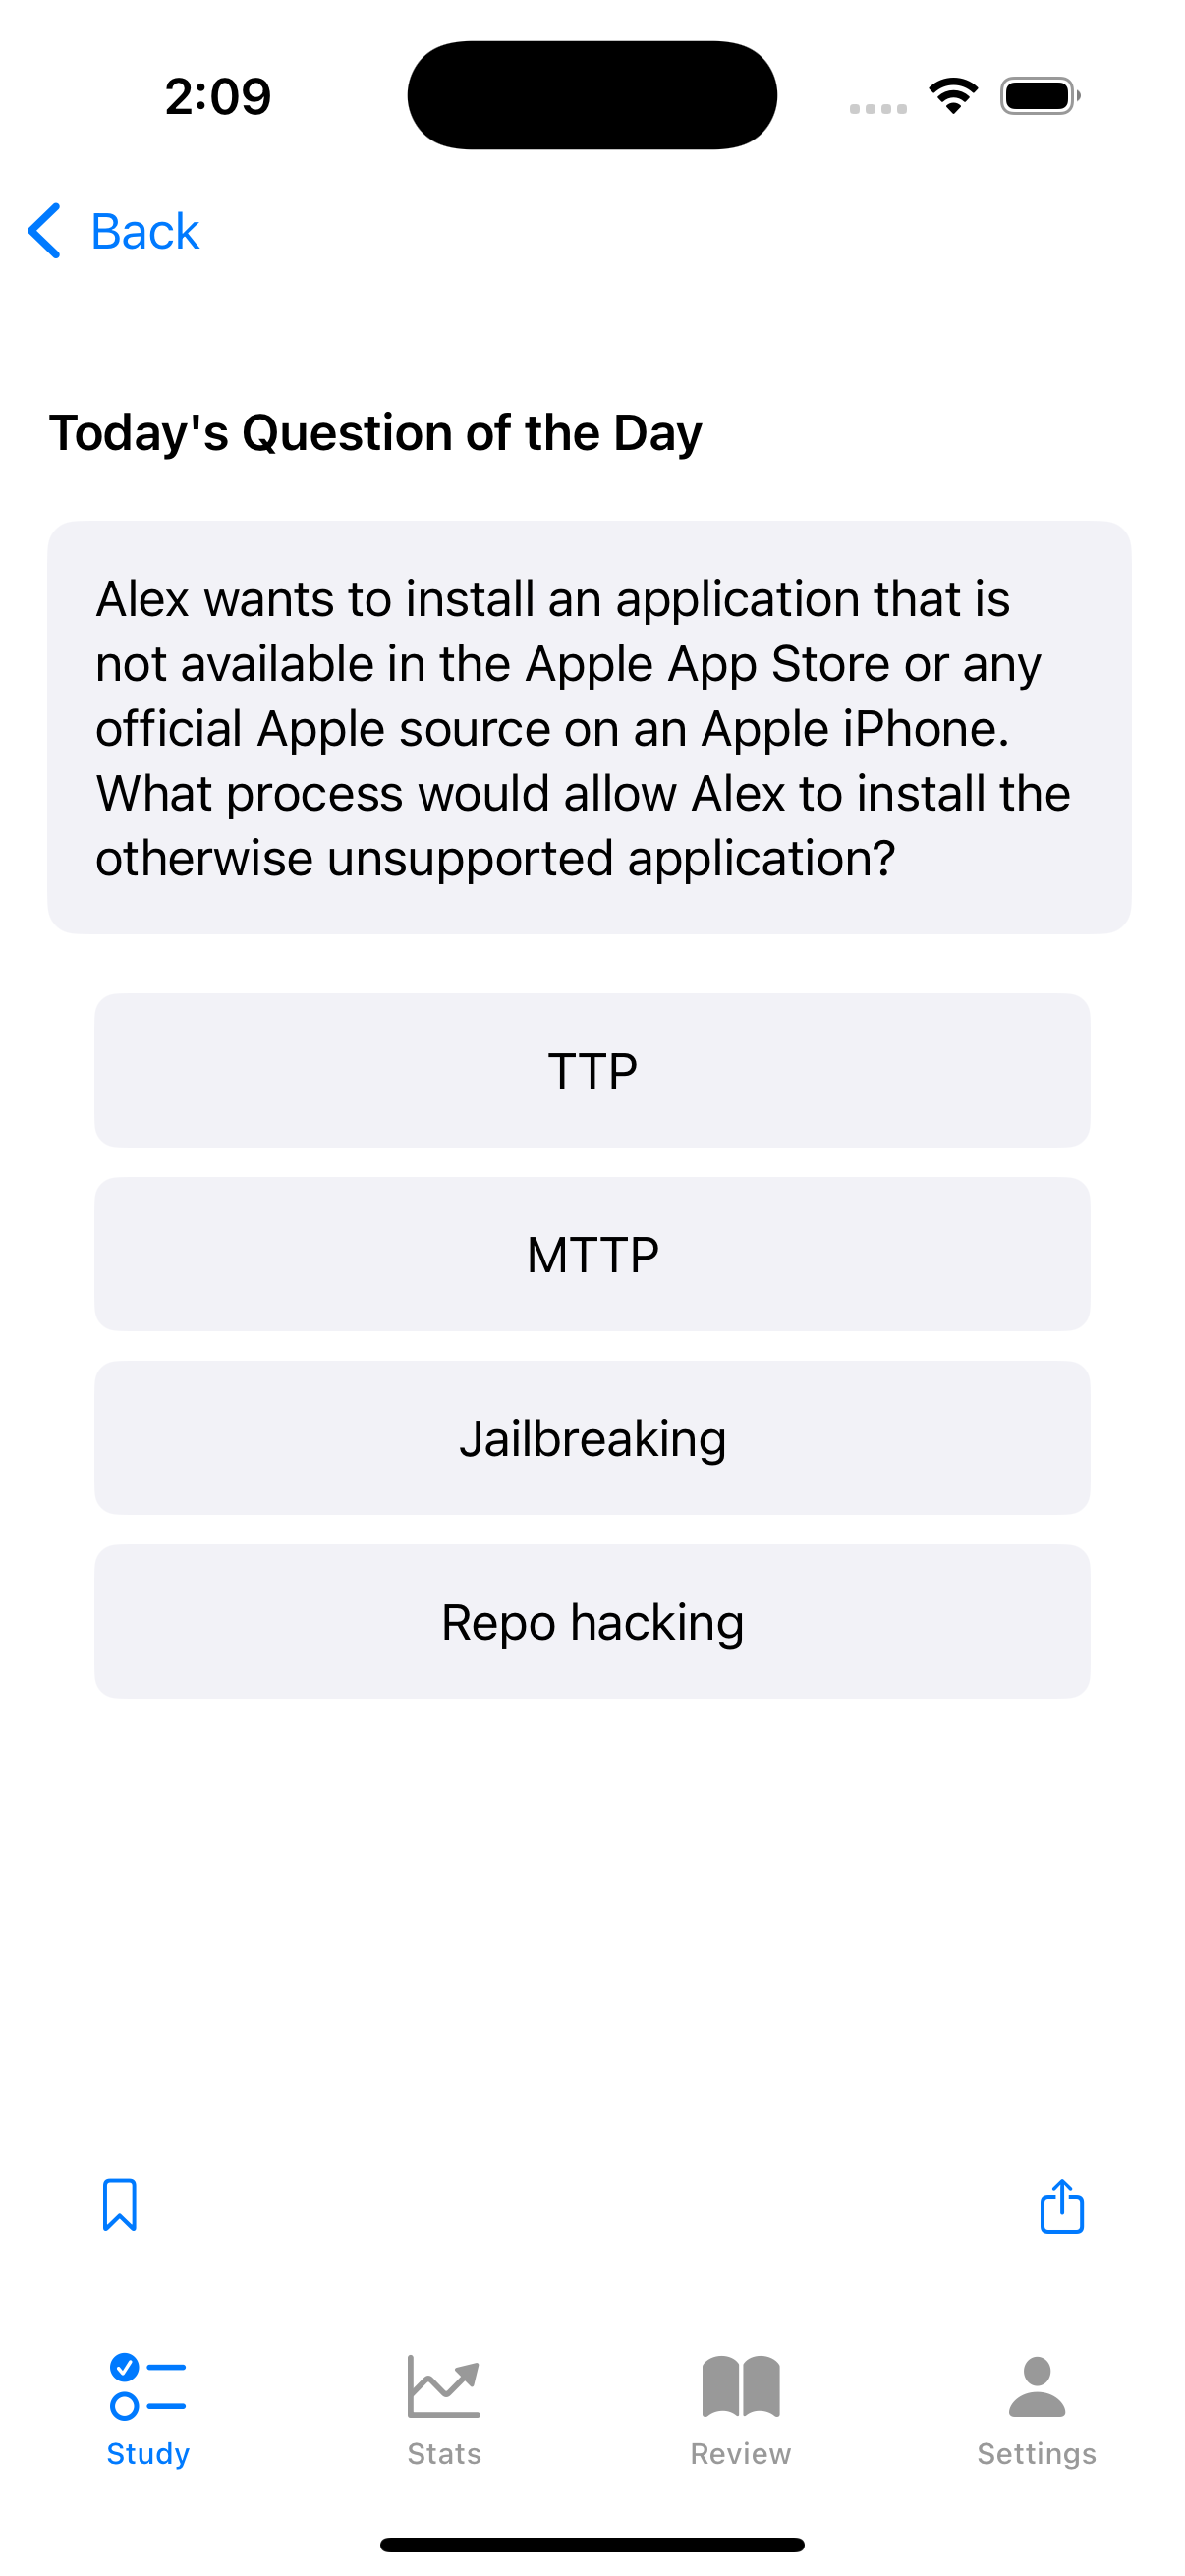 2:09
Back
Today's Question of the Day
Alex wants to install an application that is
not available in the Apple App Store or any
official Apple source on an Apple iPhone.
What process would allow Alex to install the
otherwise unsupported application?
TTP
MTTP
Jailbreaking
Repo hacking
Study
Stats
Review
Settings